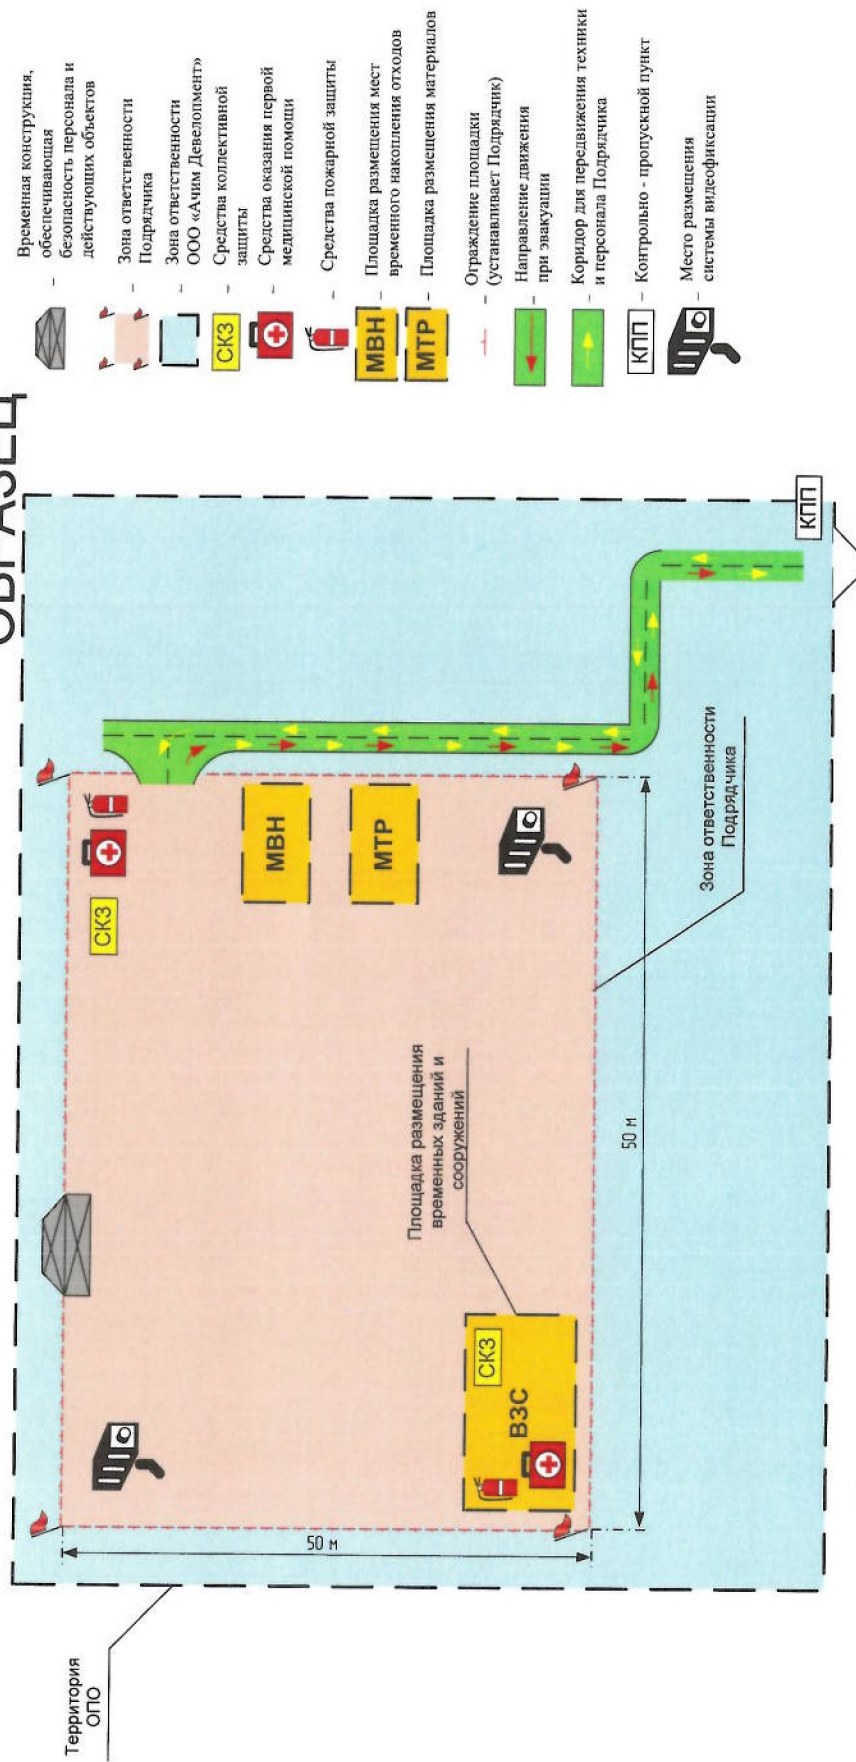 ОБРАЗЕЦ
Территория
ОПО
50 м
ВЗС
СКЗ
Площадка размещения
временных зданий и
сооружений
50 м
СКЗ
МВН
МТР
Зона ответственности
Подрядчика
КПП
Временная конструкция,
обеспечивающая
безопасность персонала и
действующих объектов
Зона ответственности
Подрядчика
Зона ответственности
ООО «Ачим Девелопмент»
СКЗ
Средства коллективной
защиты
Средства оказания первой
медицинской помощи
Средства пожарной защиты
МВН
Площадка размещения мест
временного накопления отходов
МТР
Площадка размещения материалов
Ограждение площадки
(устанавливает Подрядчик)
Направление движения
при эвакуации
Коридор для передвижения техники
и персонала Подрядчика
КПП
Контрольно - пропускной пункт
Место размещения
системы видеофиксации